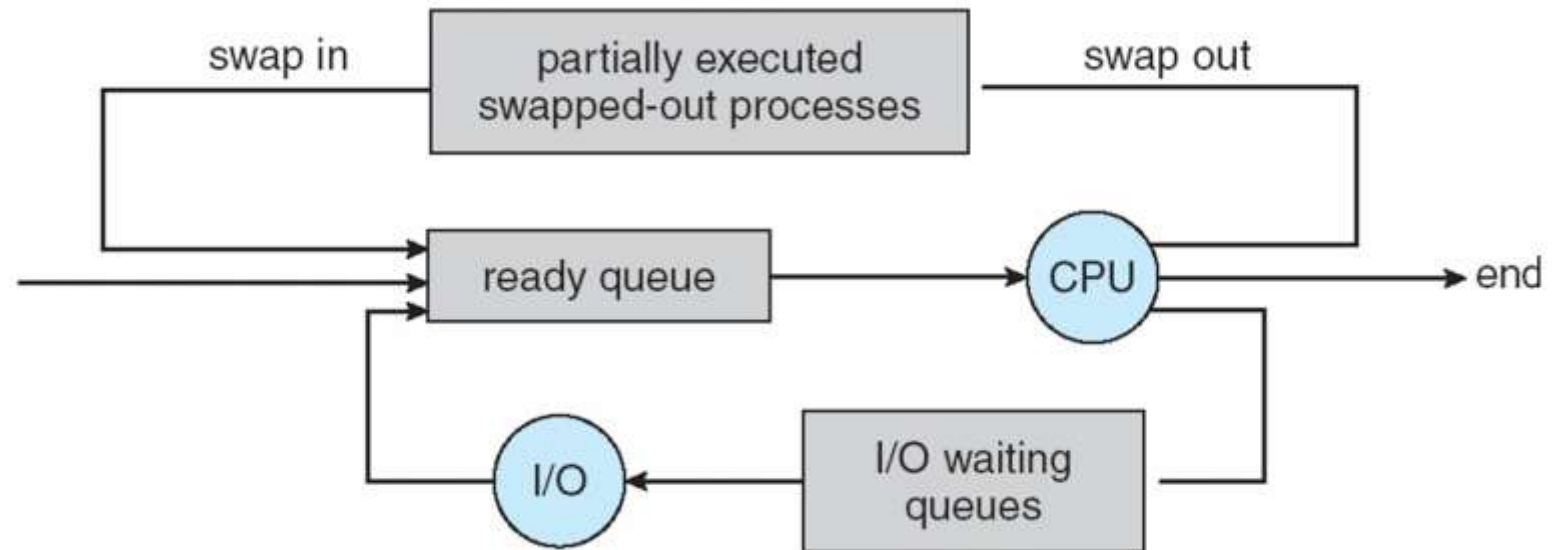 swap in
partially executed
swapped-out processes
swap out
ready queue
CPU
end
I/O
I/O waiting
queues